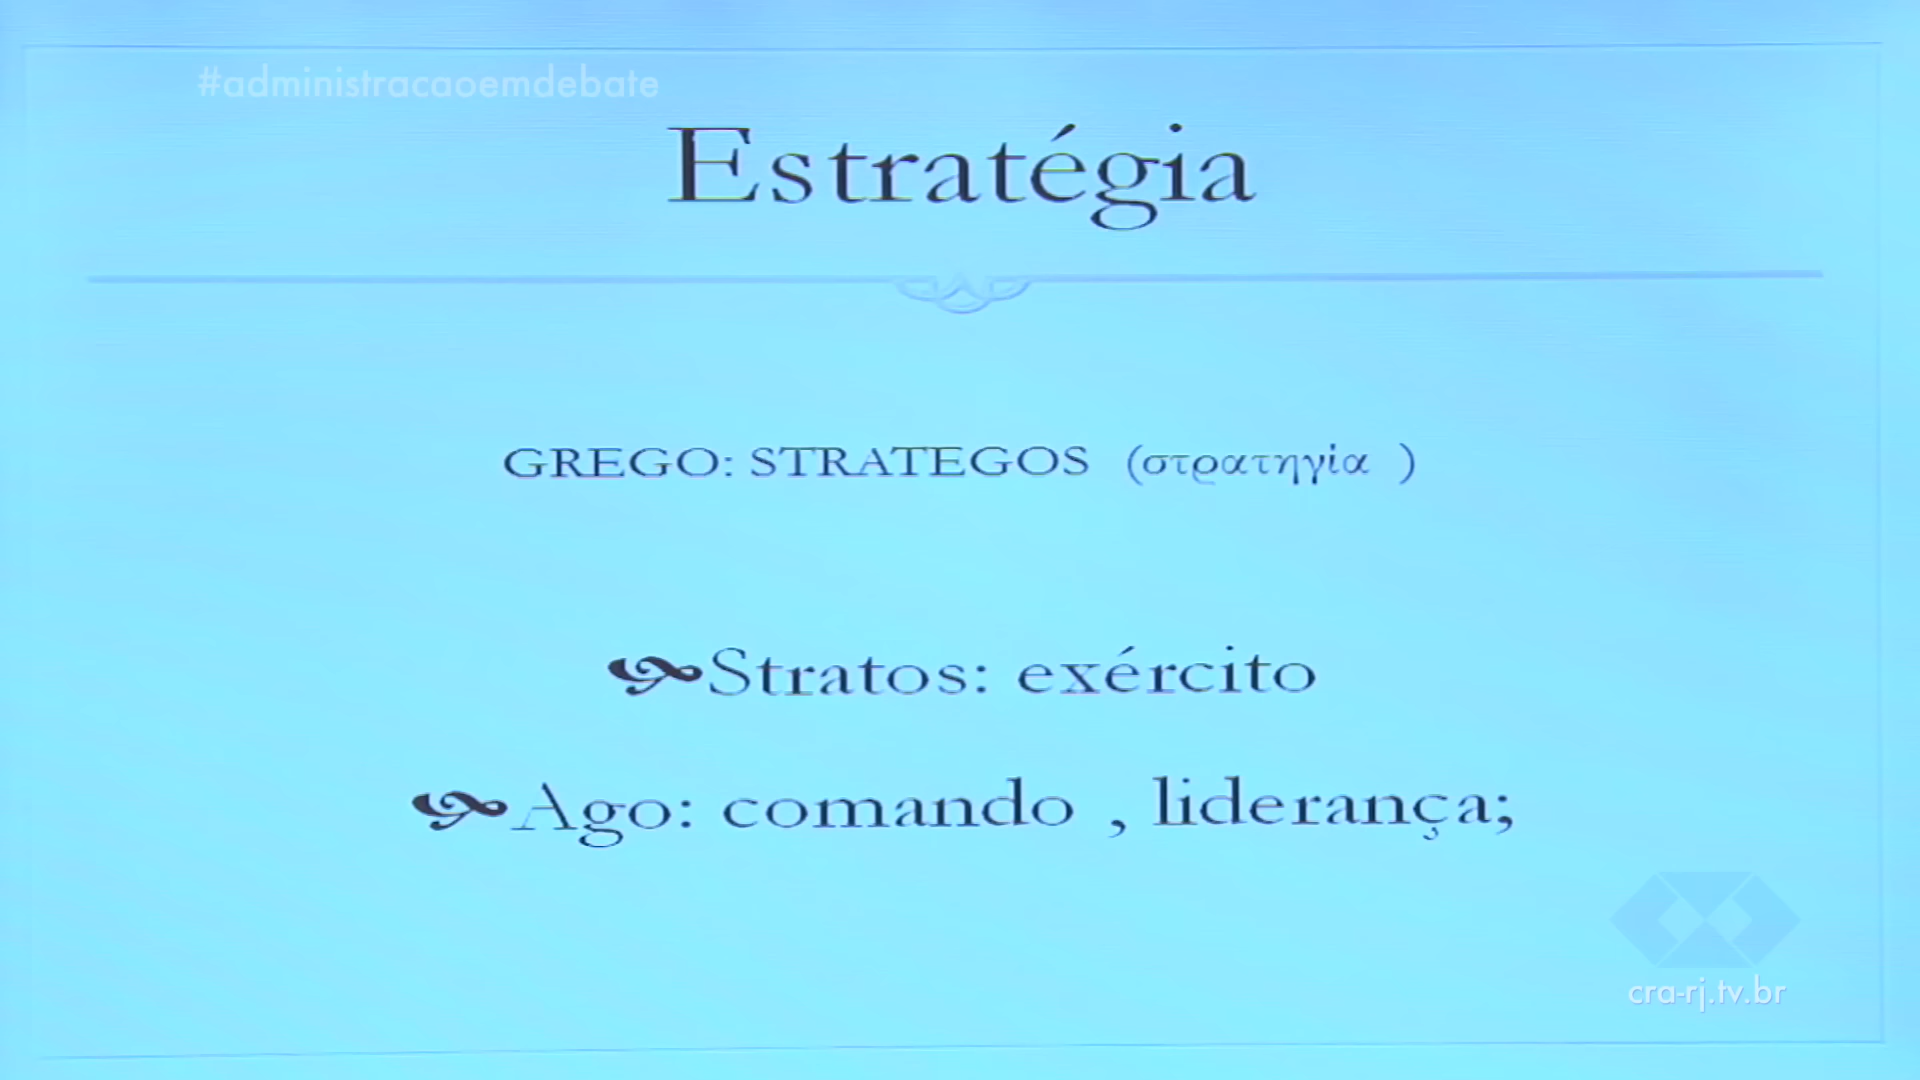 #administracaoemdebate
Estratégia
GREGO: STRATEGOS (στρατηγία )
Stratos: exército
Ago: comando , liderança;
cra-rj.tv.br